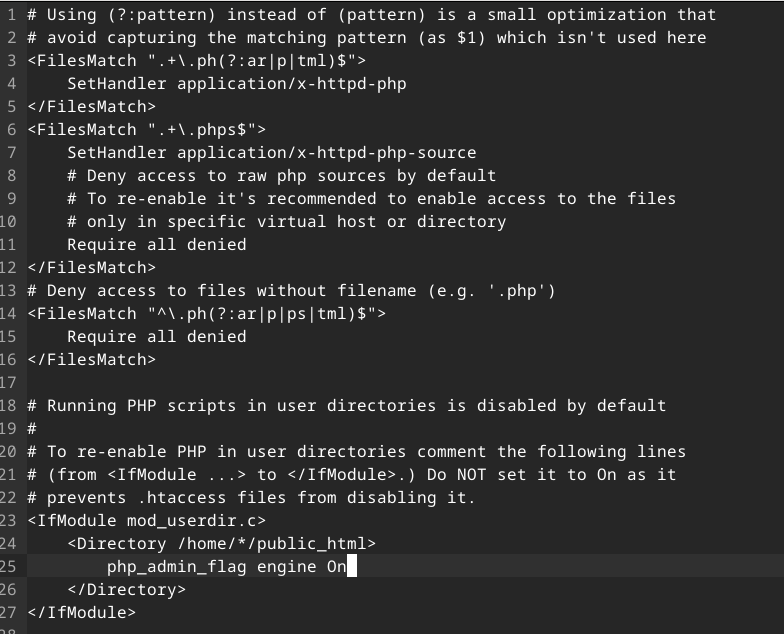 1 # Using (?:pattern) instead of (pattern) is a small optimization that
2 # avoid capturing the matching pattern (as $1) which isn't used here
3 <FilesMatch ".+\.ph(?:ar|p|tml)$">
4     SetHandler application/x-httpd-php
5 </FilesMatch>
6 <FilesMatch ".+\.phps$">
7     SetHandler application/x-httpd-php-source
8     # Deny access to raw php sources by default
9     # To re-enable it's recommended to enable access to the files
10     # only in specific virtual host or directory
11     Require all denied
12 </FilesMatch>
13 # Deny access to files without filename (e.g. '.php')
14 <FilesMatch "^\.ph(?:ar|p|ps|tml)$">
15     Require all denied
16 </FilesMatch>
17
18 # Running PHP scripts in user directories is disabled by default
19 #
20 # To re-enable PHP in user directories comment the following lines
21 # (from <IfModule ...> to </IfModule>.) Do NOT set it to On as it
22 # prevents .htaccess files from disabling it.
23 <IfModule mod_userdir.c>
24     <Directory /home/*/public_html>
25         php_admin_flag engine On
26     </Directory>
27 </IfModule>